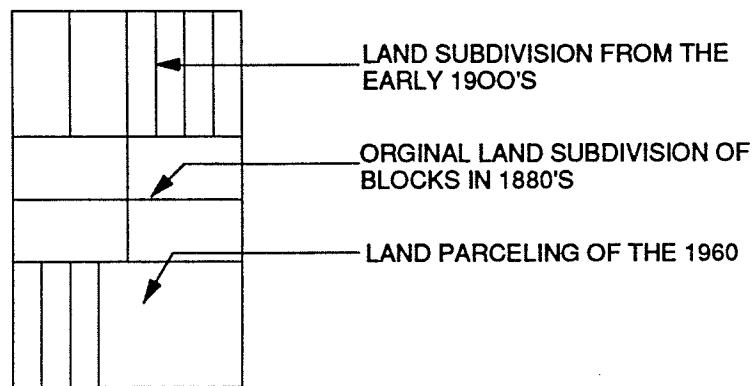 LAND SUBDIVISION FROM THE
EARLY 19OO'S
ORGINAL LAND SUBDIVISION OF
BLOCKS IN 1880'S
LAND PARCELING OF THE 1960